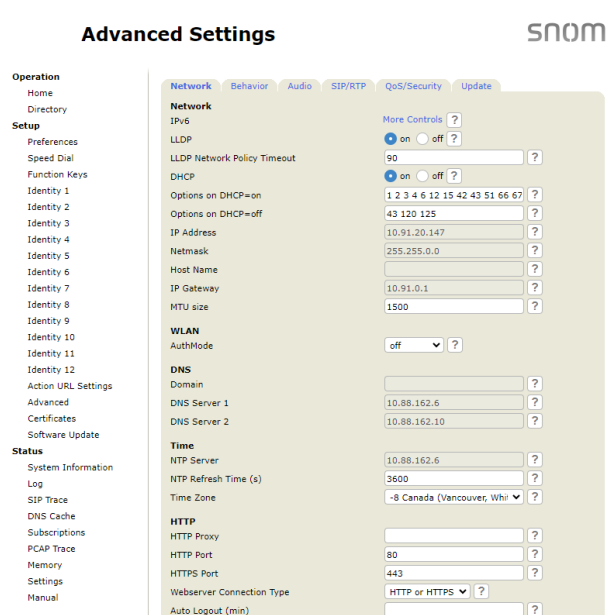 Advanced Settings
snom
Operation
Home
Directory
Setup
Preferences
Speed Dial
Function Keys
Identity 1
Identity 2
Identity 3
Identity 4
Identity 5
Identity 6
Identity 7
Identity 8
Identity 9
Identity 10
Identity 11
Identity 12
Action URL Settings
Advanced
Certificates
Software Update
Status
System Information
Log
SIP Trace
DNS Cache
Subscriptions
PCAP Trace
Memory
Settings
Manual
Network Behavior Audio SIP/RTP QoS/Security Update
Network
IPv6 More Controls ?
LLDP on off ?
LLDP Network Policy Timeout 90 ?
DHCP on off ?
Options on DHCP=on 1 2 3 4 6 12 15 42 43 51 66 67 ?
Options on DHCP=off 43 120 125 ?
IP Address 10.91.20.147 ?
Netmask 255.255.0.0 ?
Host Name ?
IP Gateway 10.91.0.1 ?
MTU size 1500 ?
WLAN
AuthMode off ?
DNS
Domain ?
DNS Server 1 10.88.162.6 ?
DNS Server 2 10.88.162.10 ?
Time
NTP Server 10.88.162.6 ?
NTP Refresh Time (s) 3600 ?
Time Zone -8 Canada (Vancouver, Whit ?
HTTP
HTTP Proxy ?
HTTP Port 80 ?
HTTPS Port 443 ?
Webserver Connection Type HTTP or HTTPS ?
Auto Logout (min) ?